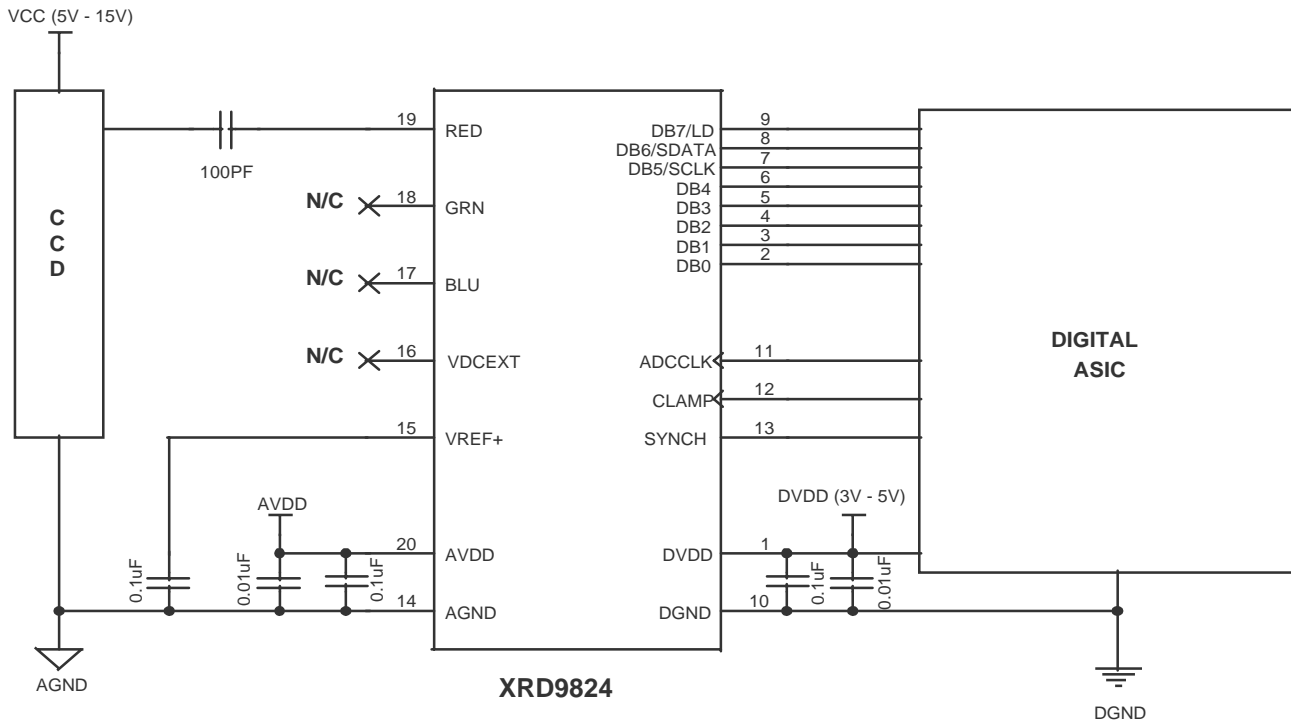 VCC (5V - 15V)
C
C
D
100PF
19
RED
N/C
18
GRN
N/C
17
BLU
N/C
16
VDCEXT
15
VREF+
AVDD
20
AVDD
0.1uF
0.01uF
0.1uF
14
AGND
AGND
XRD9824
DB7/LD
9
DB6/SDATA
8
DB5/SCLK
7
DB4
6
DB3
5
DB2
4
DB1
3
DB0
2
ADCCLK
11
CLAMP
12
SYNCH
13
DVDD (3V - 5V)
DVDD
1
0.1uF
0.01uF
DGND
10
DIGITAL
ASIC
DGND